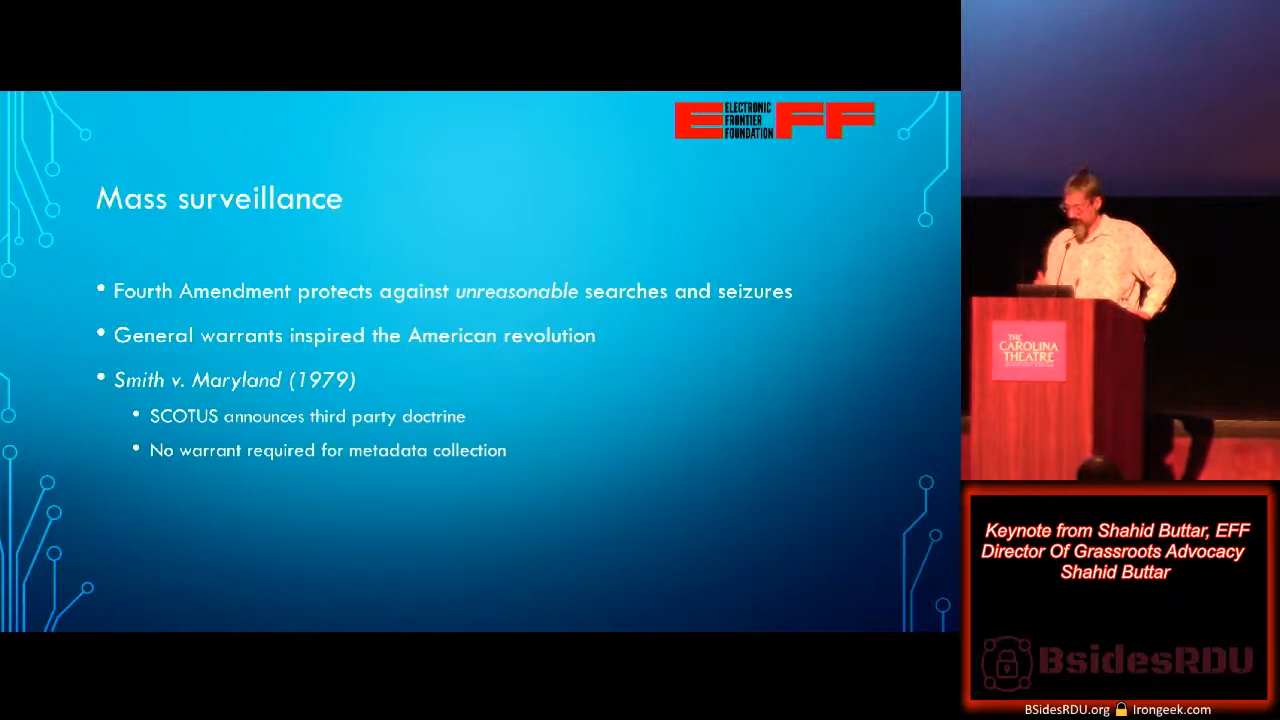 ELECTRONIC
FRONTIER
FOUNDATION
EFF
Mass surveillance
• Fourth Amendment protects against unreasonable searches and seizures
• General warrants inspired the American revolution
• Smith v. Maryland (1979)
• SCOTUS announces third party doctrine
• No warrant required for metadata collection
THE
CAROLINA
THEATRE
Keynote from Shahid Buttar, EFF
Director Of Grassroots Advocacy
Shahid Buttar
BsidesRDU
BSidesRDU.org Irongeek.com